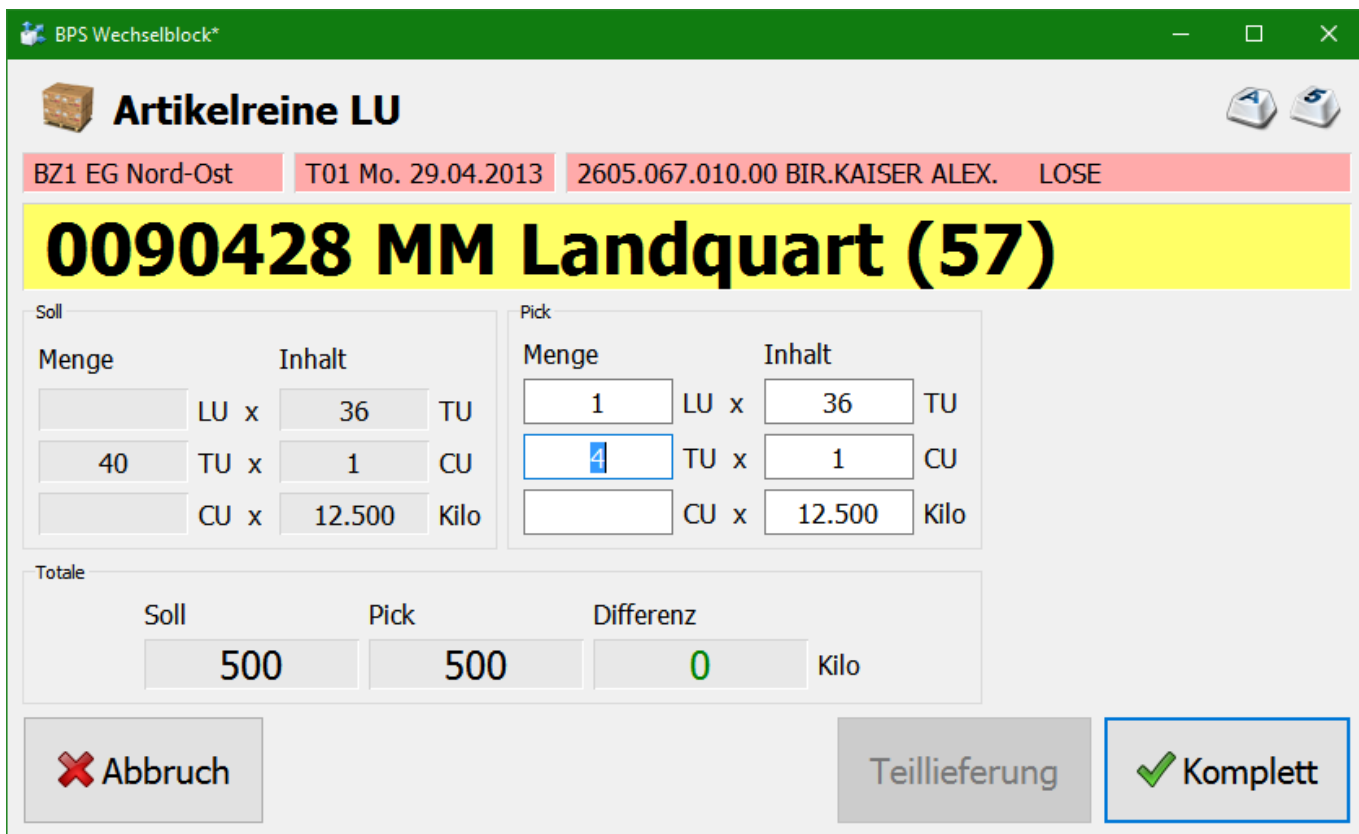 BPS Wechselblock*
Artikelreine LU
A 5
BZ1 EG Nord-Ost T01 Mo. 29.04.2013 2605.067.010.00 BIR.KAISER ALEX. LOSE
0090428 MM Landquart (57)
Soll
Menge Inhalt
LU x 36 TU
40 TU x 1 CU
CU x 12.500 Kilo
Pick
Menge Inhalt
1 LU x 36 TU
4 TU x 1 CU
CU x 12.500 Kilo
Totale
Soll Pick Differenz
500 500 0 Kilo
Abbruch Teillieferung Komplett